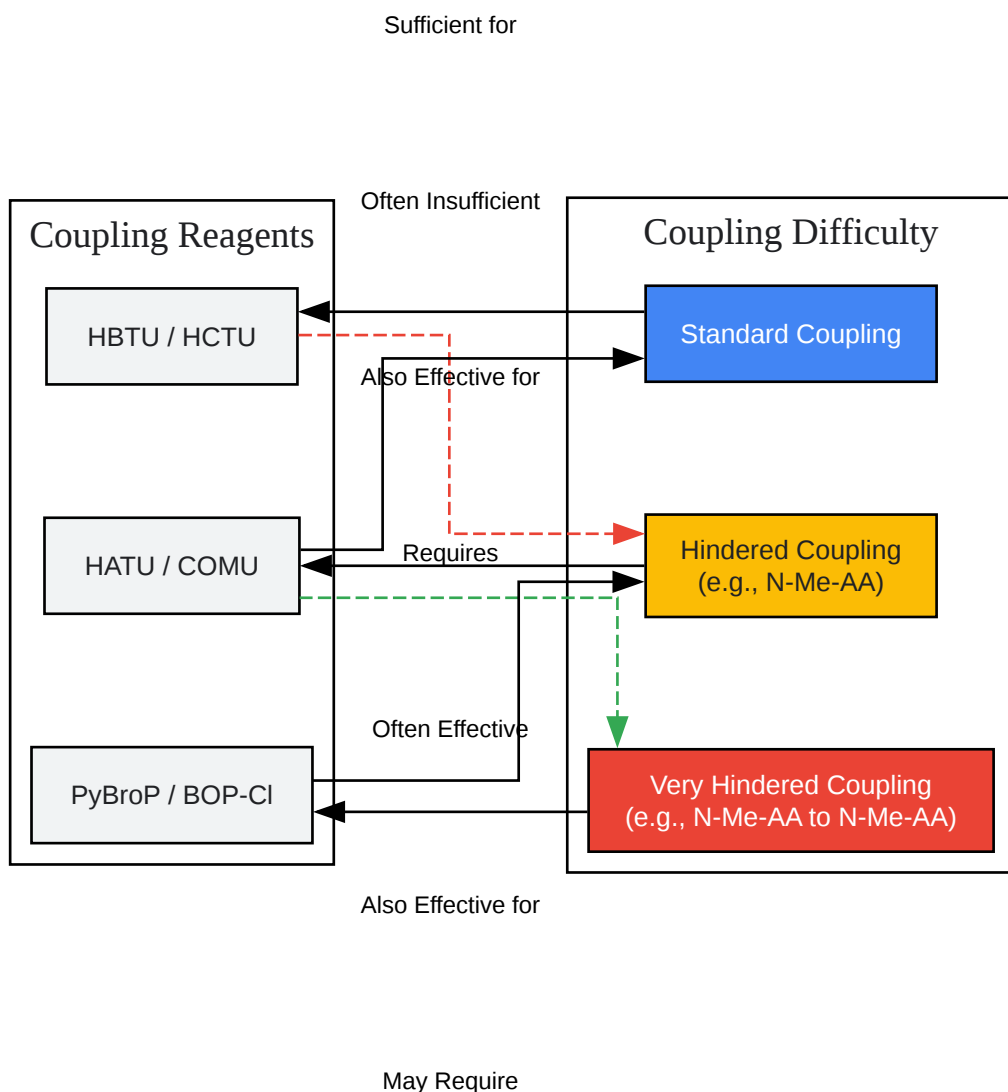 Sufficient for
Often Insufficient
Coupling Reagents
Coupling Difficulty
HBTU / HCTU
Standard Coupling
Also Effective for
HATU / COMU
Requires
Hindered Coupling
(e.g., N-Me-AA)
Often Effective
PyBroP / BOP-Cl
Very Hindered Coupling
(e.g., N-Me-AA to N-Me-AA)
Also Effective for
May Require